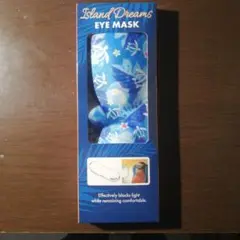 Island Dreams
EYE MASK
Effectively blocks light
while remaining comfortable.